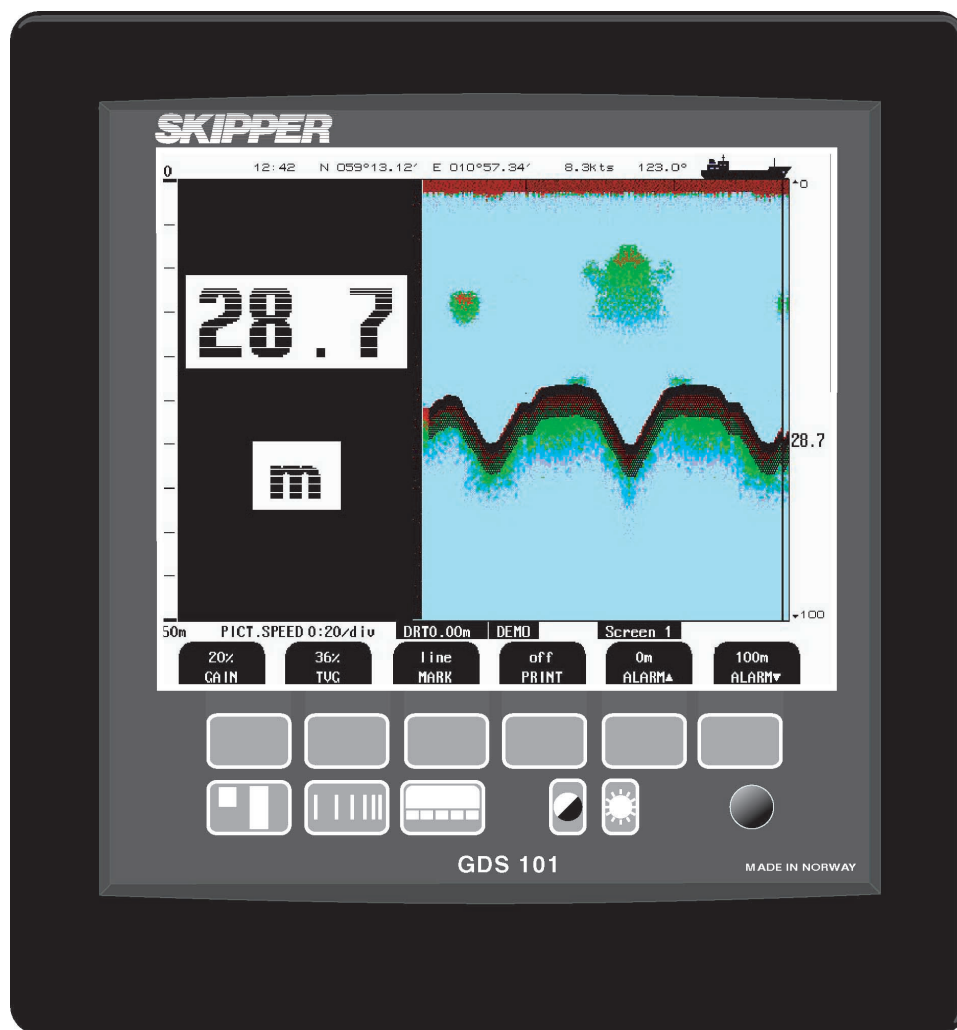 SKIPPER
0 12:42 N 059°13.12' E 010°57.34' 8.3kts 123.0°
▲0
28.7
m
28.7
▼100
50m PICT.SPEED 0:20/div DRT0.00m DEMO Screen 1
20% 36% line off 0m 100m
GAIN TVG MARK PRINT ALARM▲ ALARM▼
GDS 101
MADE IN NORWAY